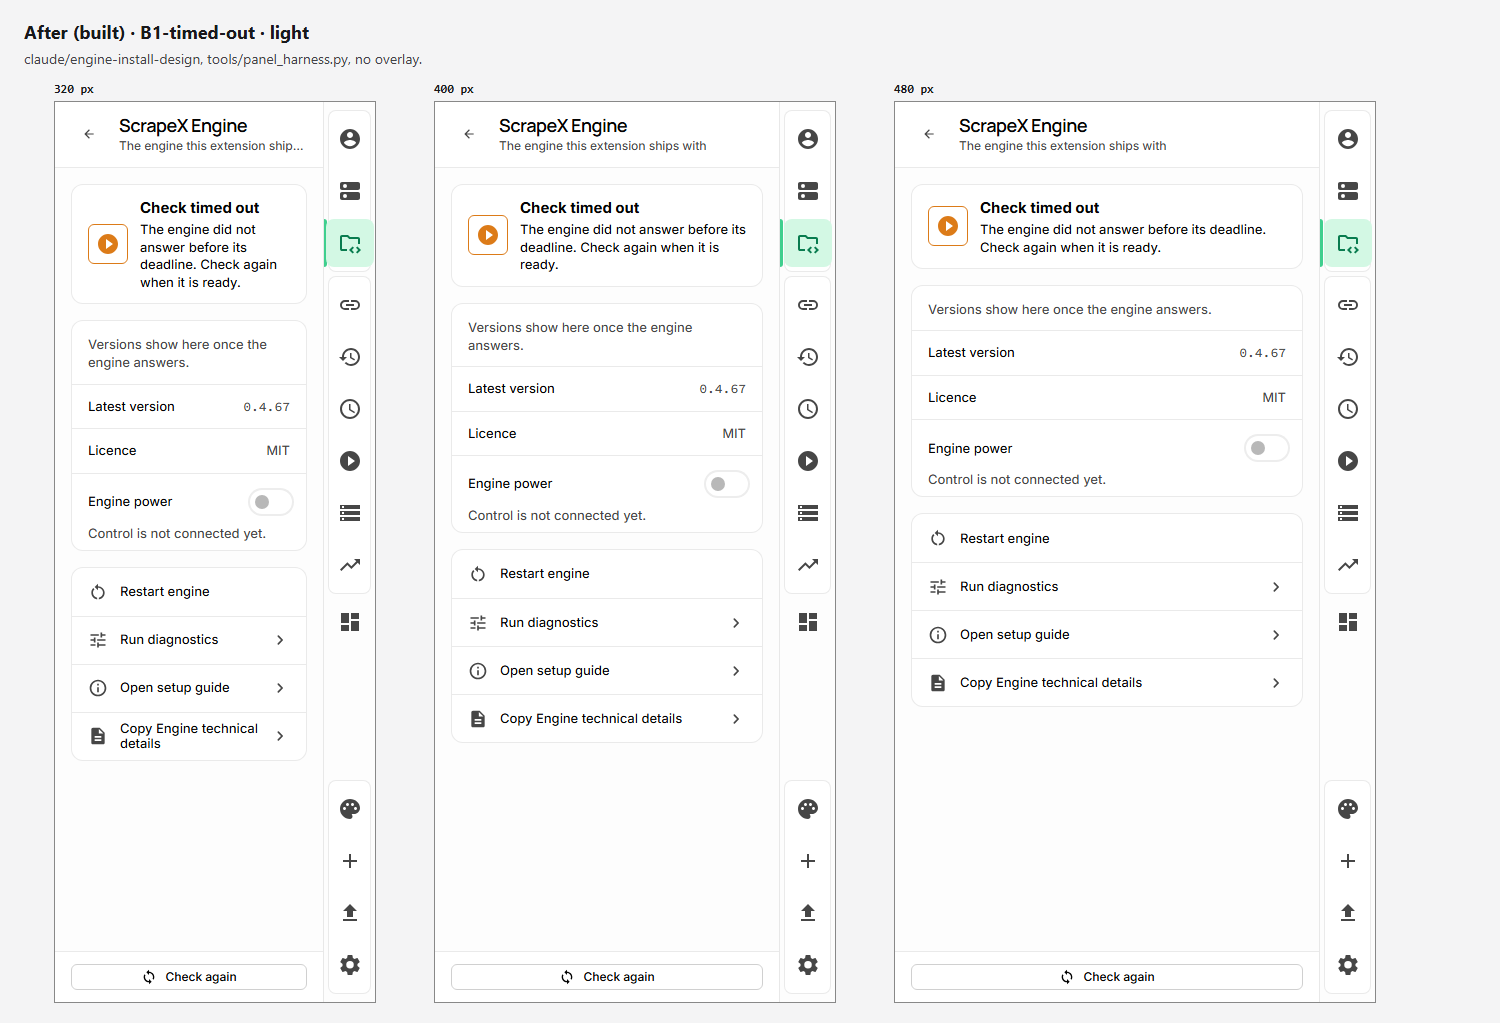 After (built) · B1-timed-out · light
claude/engine-install-design, tools/panel_harness.py, no overlay.
320 px
ScrapeX Engine
The engine this extension ship...
Check timed out
The engine did not
answer before its
deadline. Check again
when it is ready.
Versions show here once the
engine answers.
Latest version 0.4.67
Licence MIT
Engine power
Control is not connected yet.
Restart engine
Run diagnostics
Open setup guide
Copy Engine technical
details
Check again
400 px
ScrapeX Engine
The engine this extension ships with
Check timed out
The engine did not answer before its
deadline. Check again when it is
ready.
Versions show here once the engine
answers.
Latest version 0.4.67
Licence MIT
Engine power
Control is not connected yet.
Restart engine
Run diagnostics
Open setup guide
Copy Engine technical details
Check again
480 px
ScrapeX Engine
The engine this extension ships with
Check timed out
The engine did not answer before its deadline.
Check again when it is ready.
Versions show here once the engine answers.
Latest version 0.4.67
Licence MIT
Engine power
Control is not connected yet.
Restart engine
Run diagnostics
Open setup guide
Copy Engine technical details
Check again